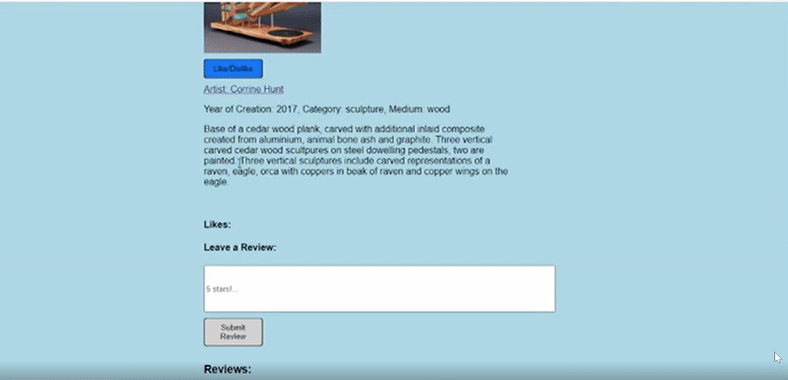 Like/Dislike
Artist: Corrine Hunt
Year of Creation: 2017, Category: sculpture, Medium: wood
Base of a cedar wood plank, carved with additional inlaid composite
created from aluminium, animal bone ash and graphite. Three vertical
carved cedar wood scultpures on steel dowelling pedestals, two are
painted. Three vertical sculptures include carved representations of a
raven, eagle, orca with coppers in beak of raven and copper wings on the
eagle.
Likes:
Leave a Review:
5 stars!...
Submit
Review
Reviews: